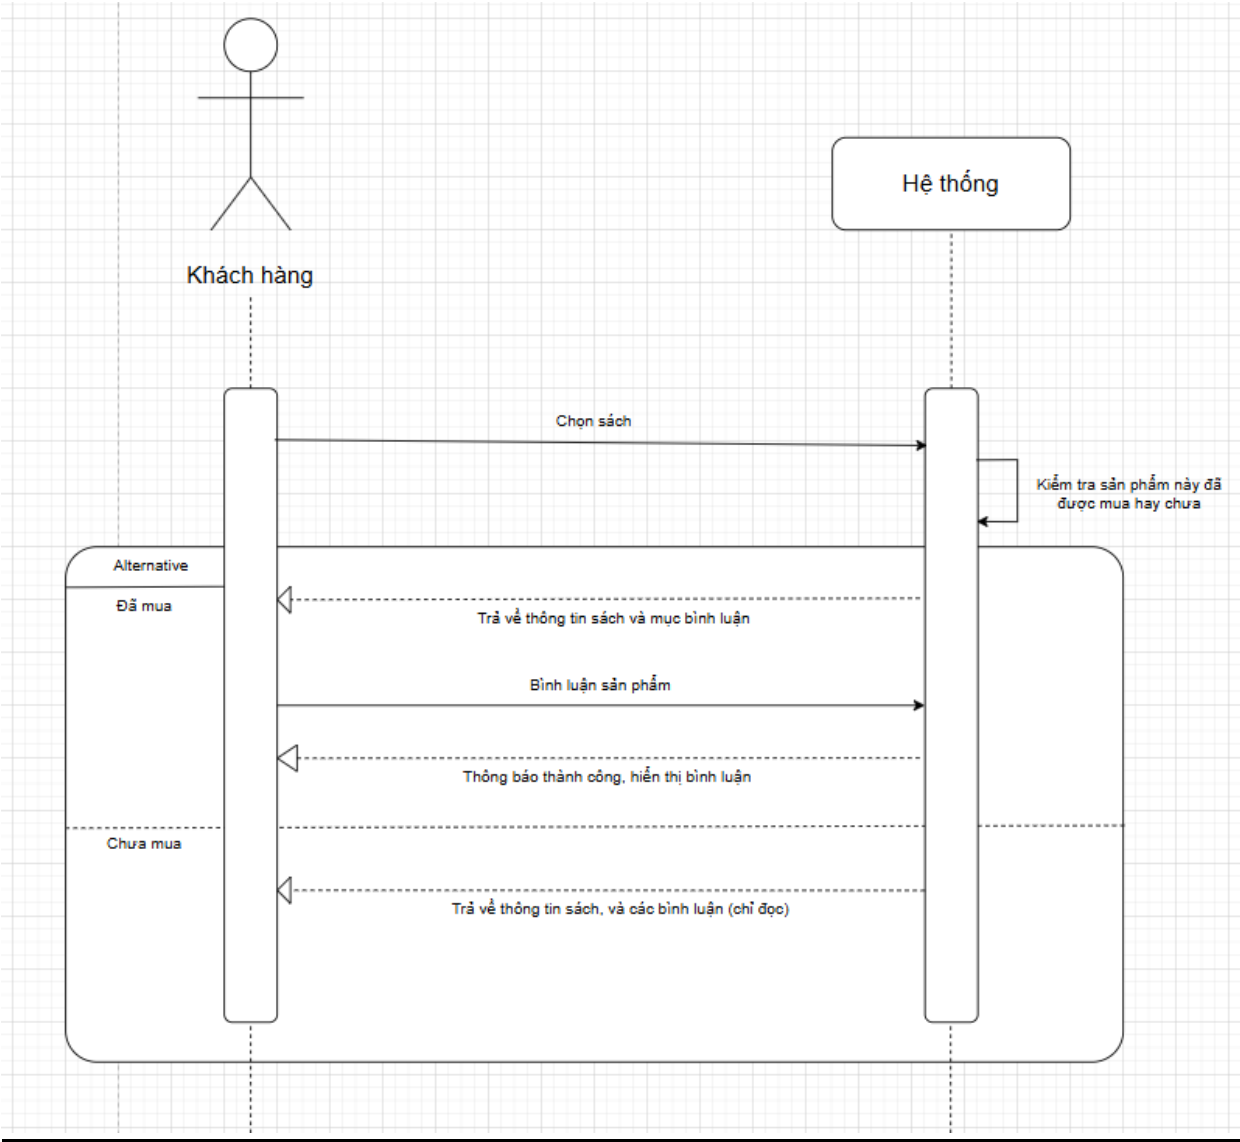 Hệ thống
Khách hàng
Chọn sách
Kiểm tra sản phẩm này đã
được mua hay chưa
Alternative
Đã mua
Trả về thông tin sách và mục bình luận
Bình luận sản phẩm
Thông báo thành công, hiển thị bình luận
Chưa mua
Trả về thông tin sách, và các bình luận (chỉ đọc)